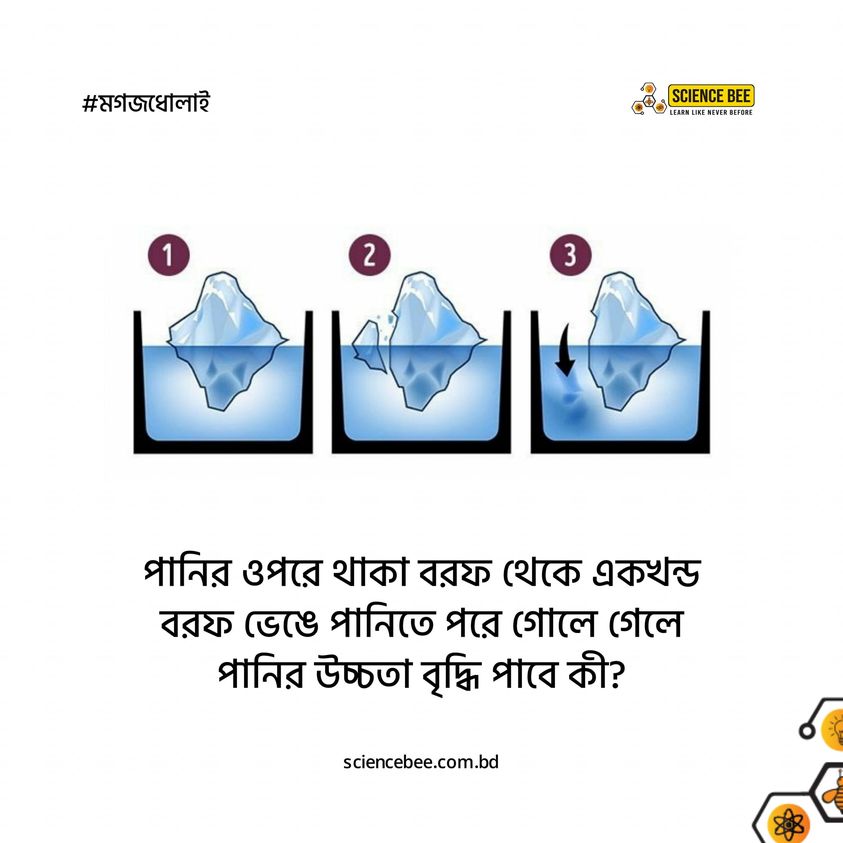 #মগজধোলাই
SCIENCE BEE
LEARN LIKE NEVER BEFORE
1
2
3
পানির ওপরে থাকা বরফ থেকে একখন্ড
বরফ ভেঙে পানিতে পরে গোলে গেলে
পানির উচ্চতা বৃদ্ধি পাবে কী?
sciencebee.com.bd